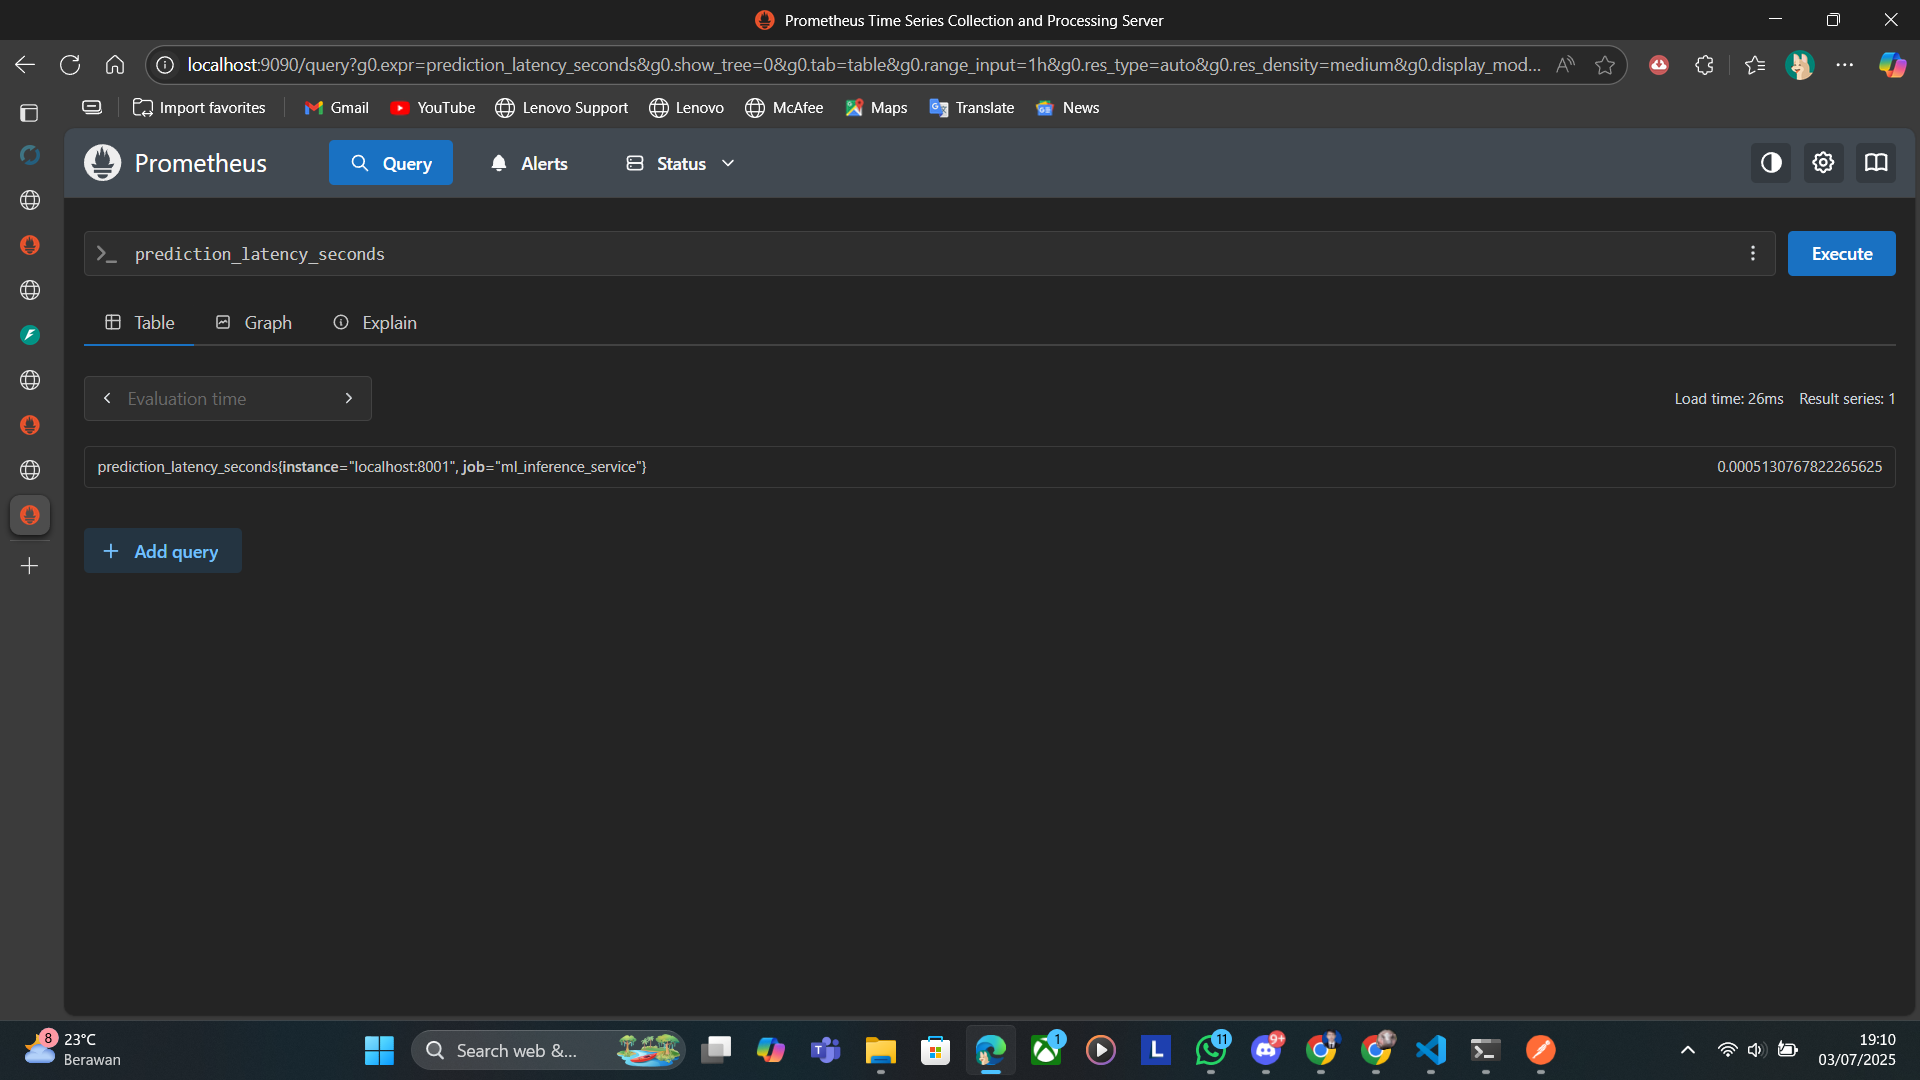 Prometheus Time Series Collection and Processing Server
localhost:9090/query?g0.expr=prediction_latency_seconds&g0.show_tree=0&g0.tab=table&g0.range_input=1h&g0.res_type=auto&g0.res_density=medium&g0.display_mod...
Import favorites Gmail YouTube Lenovo Support Lenovo McAfee Maps Translate News
Prometheus Query Alerts Status
prediction_latency_seconds Execute
Table Graph Explain
Evaluation time Load time: 26ms Result series: 1
prediction_latency_seconds{instance="localhost:8001", job="ml_inference_service"} 0.0005130767822265625
+ Add query
8 23°C
Berawan
Search web &...
1
L
11
9+
19:10
03/07/2025